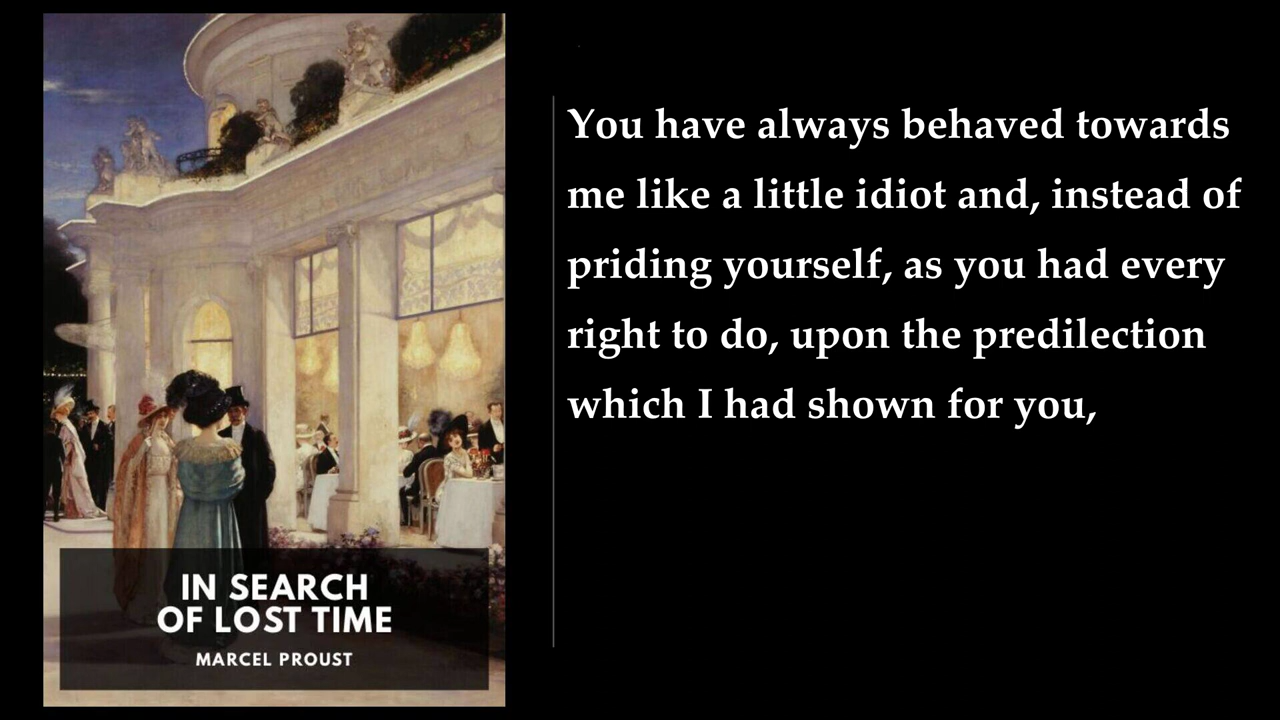 You have always behaved towards
me like a little idiot and, instead of
priding yourself, as you had every
right to do, upon the predilection
which I had shown for you,
IN SEARCH
OF LOST TIME
MARCEL PROUST